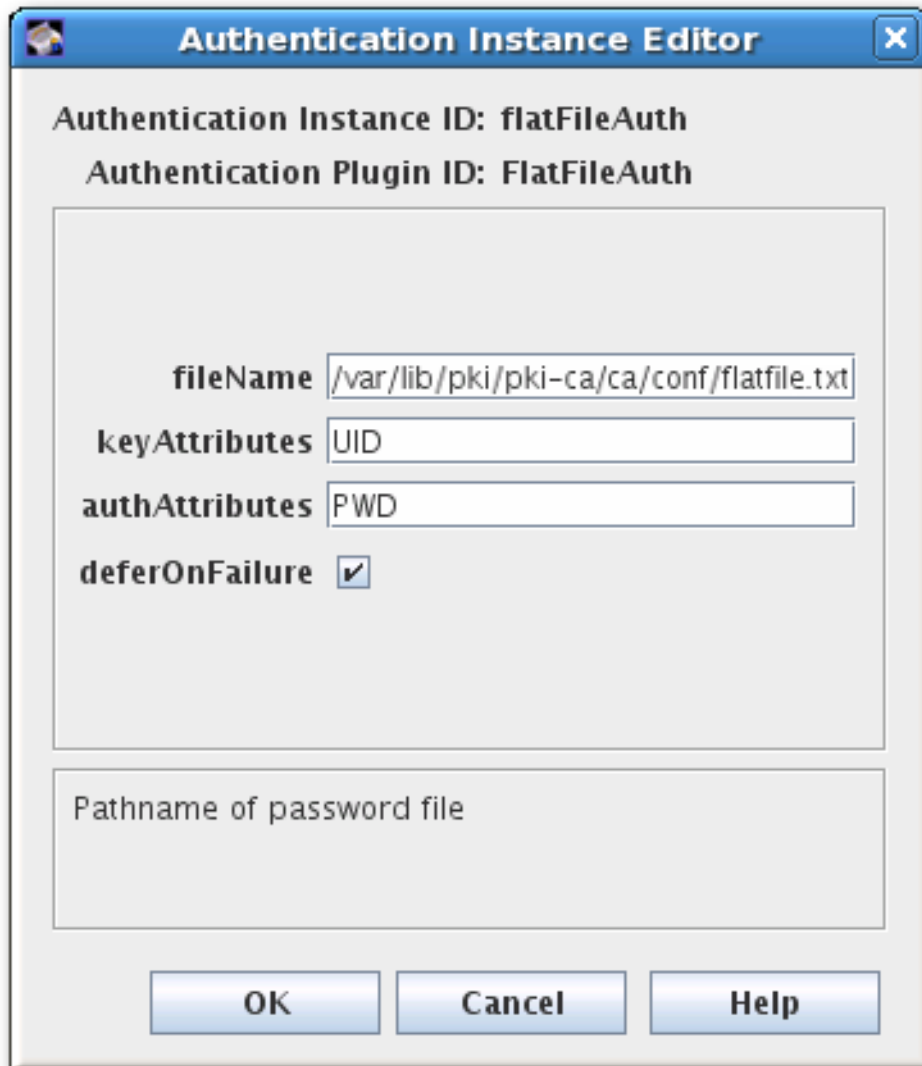 Authentication Instance Editor
Authentication Instance ID: flatFileAuth
Authentication Plugin ID: FlatFileAuth
fileName /var/lib/pki/pki-ca/ca/conf/flatfile.txt
keyAttributes UID
authAttributes PWD
deferOnFailure
Pathname of password file
OK Cancel Help